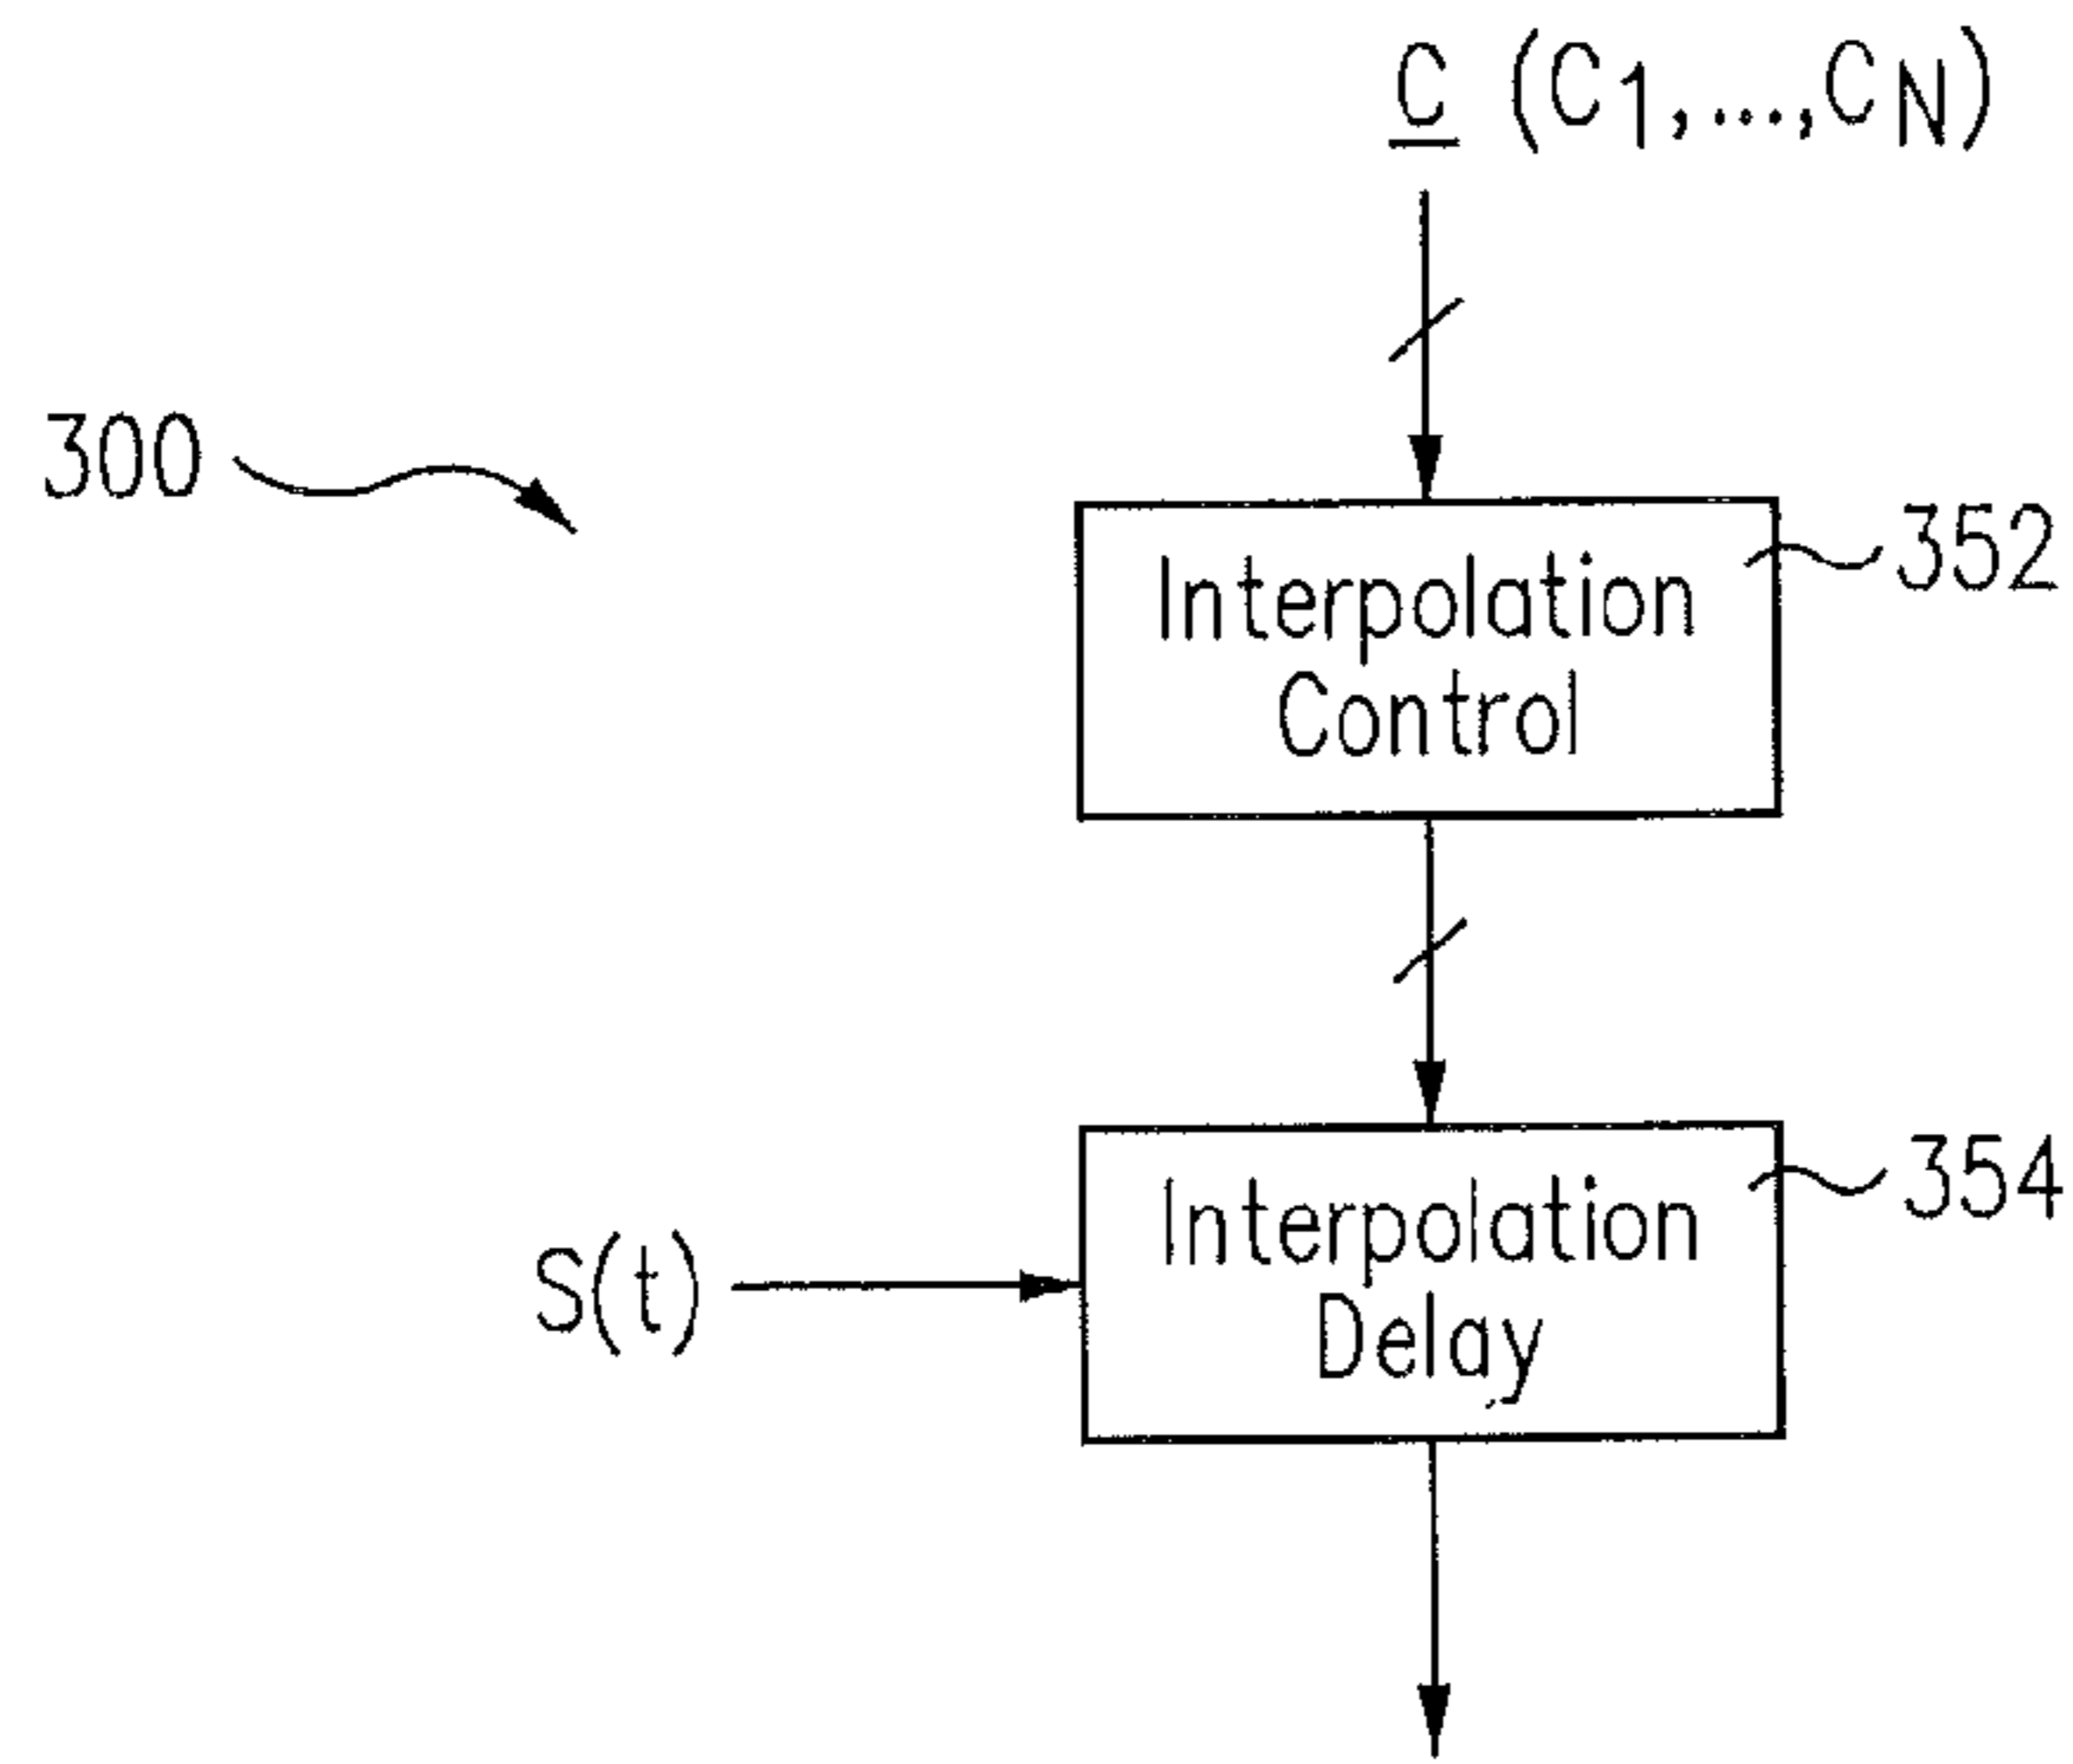 C (C1,...,CN)
300
352
Interpolation
Control
354
Interpolation
Delay
S(t)